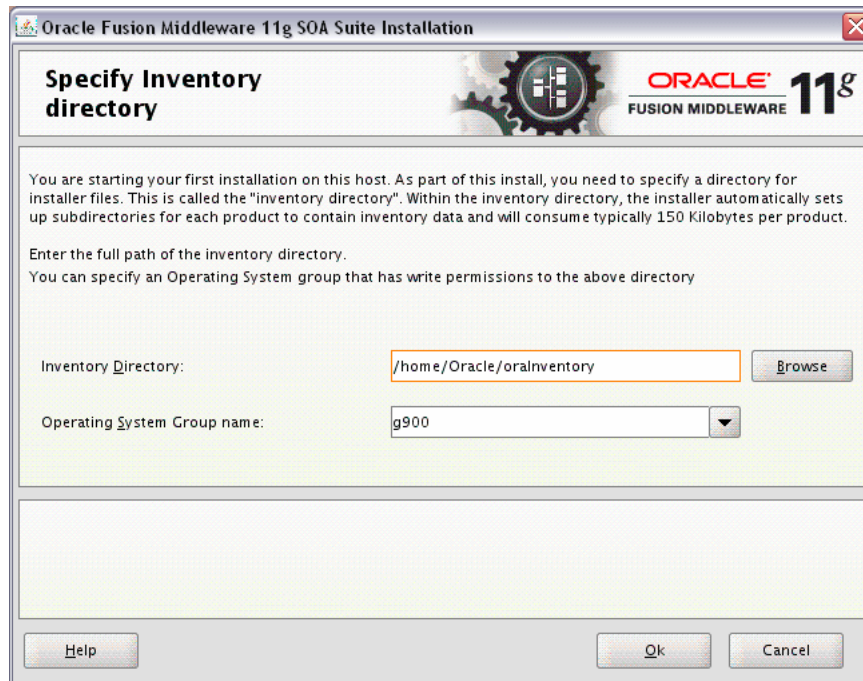 Oracle Fusion Middleware 11g SOA Suite Installation
Specify Inventory
directory
ORACLE
FUSION MIDDLEWARE 11g
You are starting your first installation on this host. As part of this install, you need to specify a directory for
installer files. This is called the "inventory directory". Within the inventory directory, the installer automatically sets
up subdirectories for each product to contain inventory data and will consume typically 150 Kilobytes per product.
Enter the full path of the inventory directory.
You can specify an Operating System group that has write permissions to the above directory
Inventory Directory: /home/Oracle/oraInventory Browse
Operating System Group name: g900
Help Ok Cancel